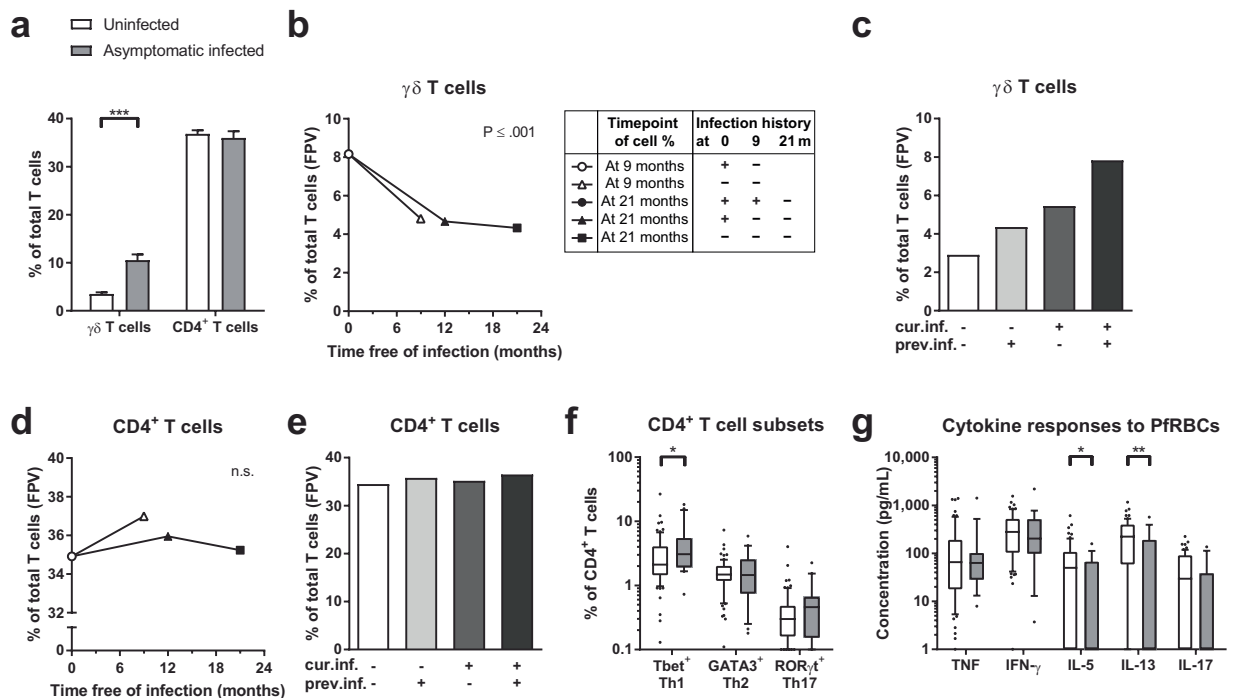 a
Uninfected
Asymptomatic infected
% of total T cells
40
30
20
10
0
***
γδ T cells
CD4+ T cells
b
γδ T cells
P ≤ .001
% of total T cells (FPV)
10
8
6
4
2
0
0 6 12 18 24
Time free of infection (months)
Timepoint of cell %
Infection history
at 0 9 21 m
At 9 months + −
At 9 months − −
At 21 months + + −
At 21 months + − −
At 21 months − − −
c
γδ T cells
% of total T cells (FPV)
10
8
6
4
2
0
cur.inf. - - + +
prev.inf. - + - +
d
CD4+ T cells
n.s.
% of total T cells (FPV)
40
38
36
34
32
0
0 6 12 18 24
Time free of infection (months)
e
CD4+ T cells
% of total T cells (FPV)
40
30
20
10
0
cur.inf. - - + +
prev.inf. - + - +
f
CD4+ T cell subsets
*
% of CD4+ T cells
100
10
1
0.1
Tbet+ GATA3+ RORγt+
Th1 Th2 Th17
g
Cytokine responses to PfRBCs
* **
Concentration (pg/mL)
10,000
1,000
100
10
1
TNF IFN-γ IL-5 IL-13 IL-17